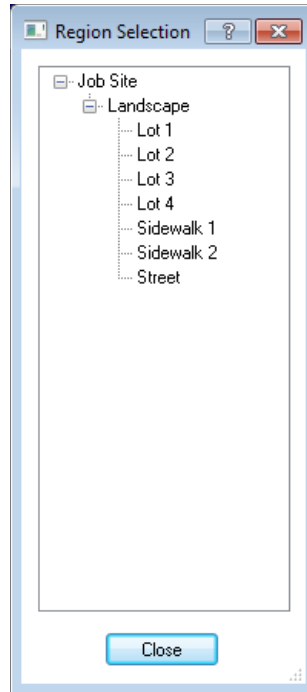 Region Selection
Job Site
Landscape
Lot 1
Lot 2
Lot 3
Lot 4
Sidewalk 1
Sidewalk 2
Street
Close